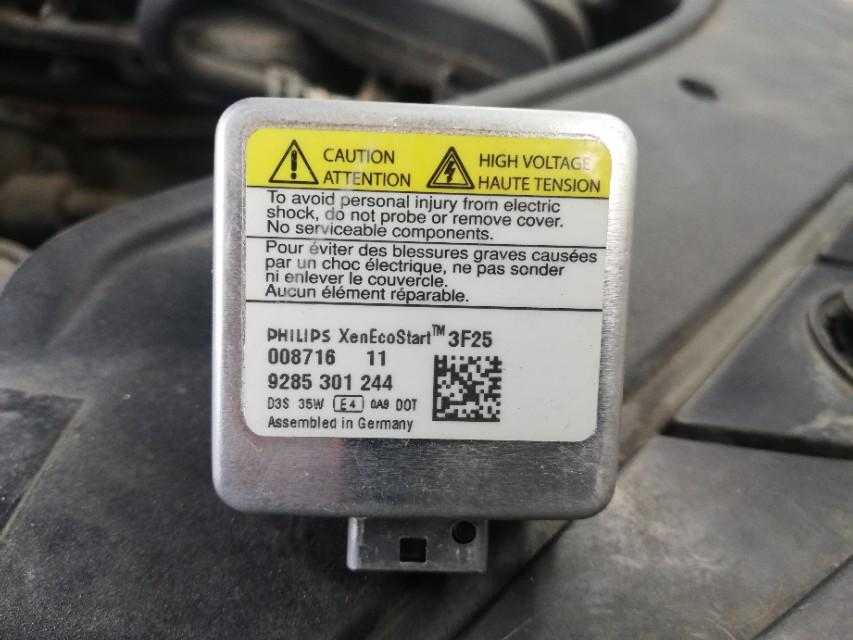 CAUTION HIGH VOLTAGE
ATTENTION HAUTE TENSION
To avoid personal injury from electric
shock, do not probe or remove cover.
No serviceable components.
Pour éviter des blessures graves causées
par un choc électrique, ne pas sonder
ni enlever le couvercle.
Aucun élément réparable.
PHILIPS XenEcoStart™ 3F25
008716 11
9285 301 244
D3S 35W E4 0A9 DOT
Assembled in Germany